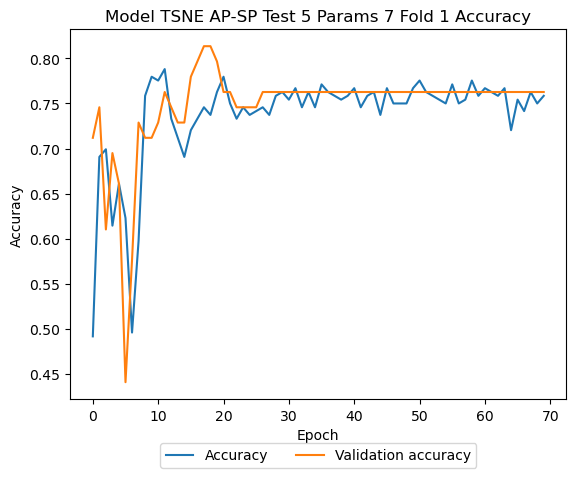 Model TSNE AP-SP Test 5 Params 7 Fold 1 Accuracy
Accuracy
0.80
0.75
0.70
0.65
0.60
0.55
0.50
0.45
0 10 20 30 40 50 60 70
Epoch
Accuracy Validation accuracy